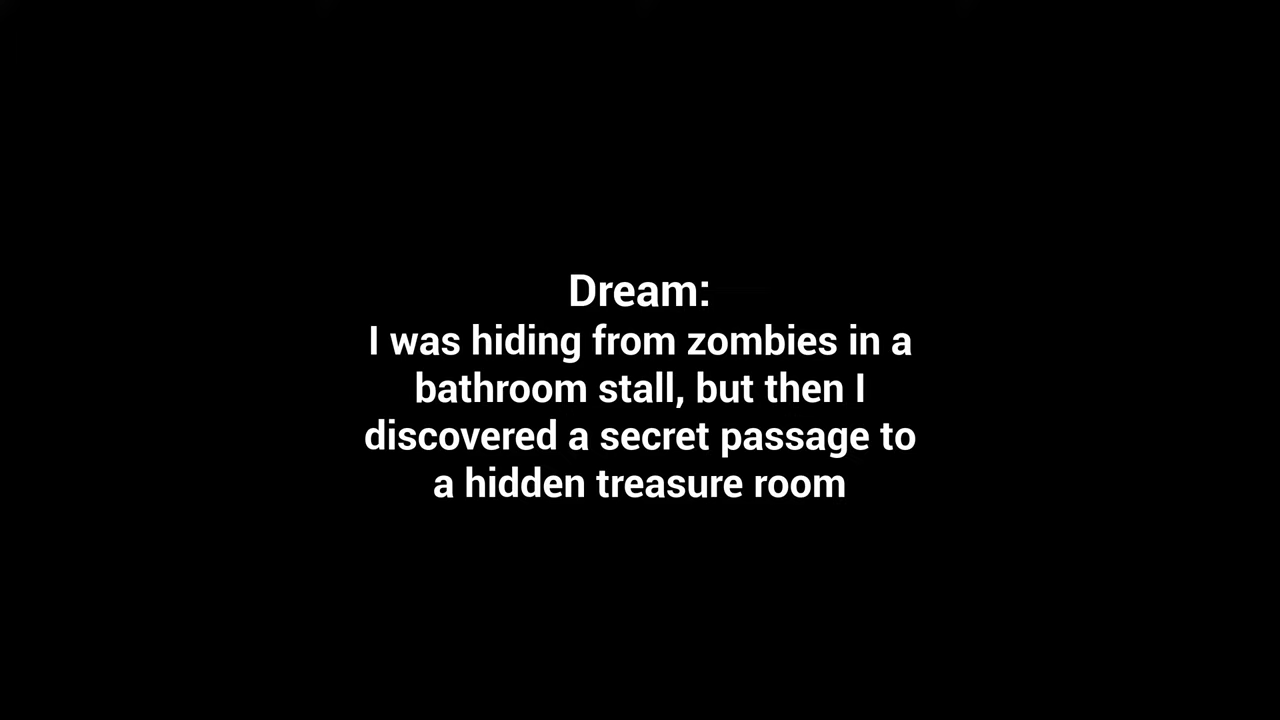 Dream:
I was hiding from zombies in a
bathroom stall, but then I
discovered a secret passage to
a hidden treasure room